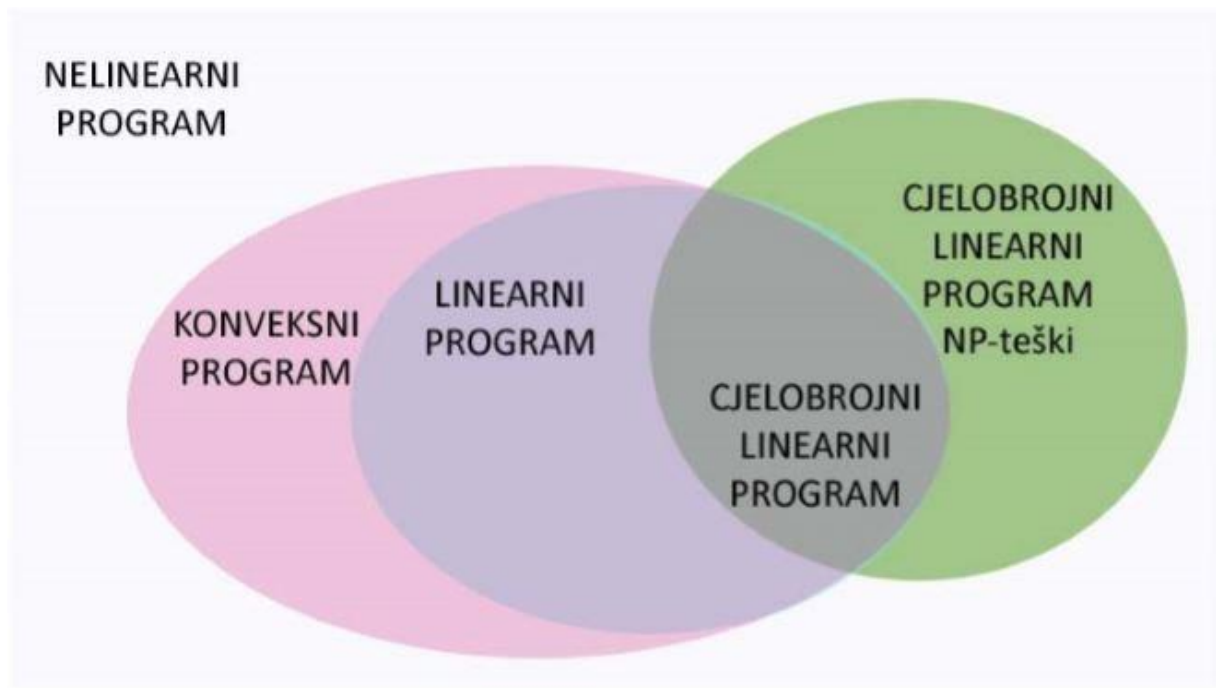 NELINEARNI
PROGRAM
KONVEKSNI
PROGRAM
LINEARNI
PROGRAM
CJELOBROJNI
LINEARNI
PROGRAM
CJELOBROJNI
LINEARNI
PROGRAM
NP-teški